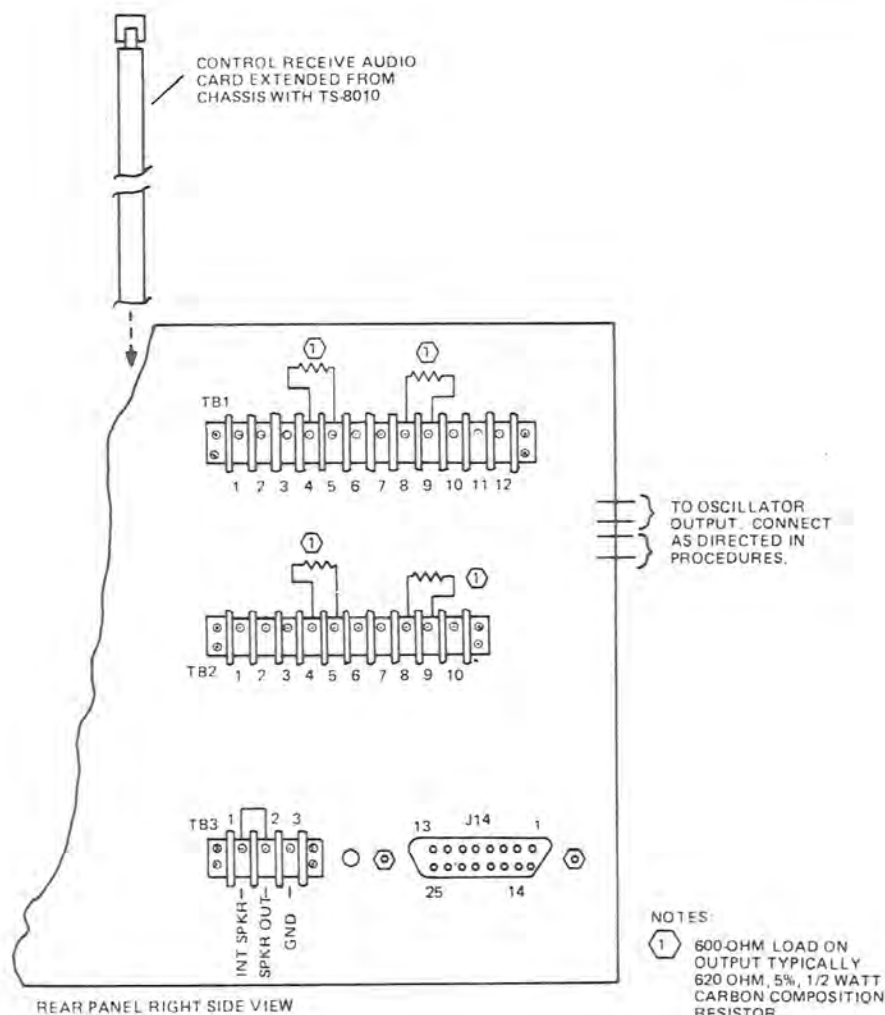 CONTROL RECEIVE AUDIO
CARD EXTENDED FROM
CHASSIS WITH TS-8010
1
1
TB1
1 2 3 4 5 6 7 8 9 10 11 12
TO OSCILLATOR
OUTPUT. CONNECT
AS DIRECTED IN
PROCEDURES.
1
1
TB2 1 2 3 4 5 6 7 8 9 10
TB3 1 2 3
INT SPKR
SPKR OUT
GND
13 J14 1
25 14
NOTES:
1 600-OHM LOAD ON
OUTPUT TYPICALLY
620 OHM, 5%, 1/2 WATT
CARBON COMPOSITION
RESISTOR
REAR PANEL RIGHT SIDE VIEW